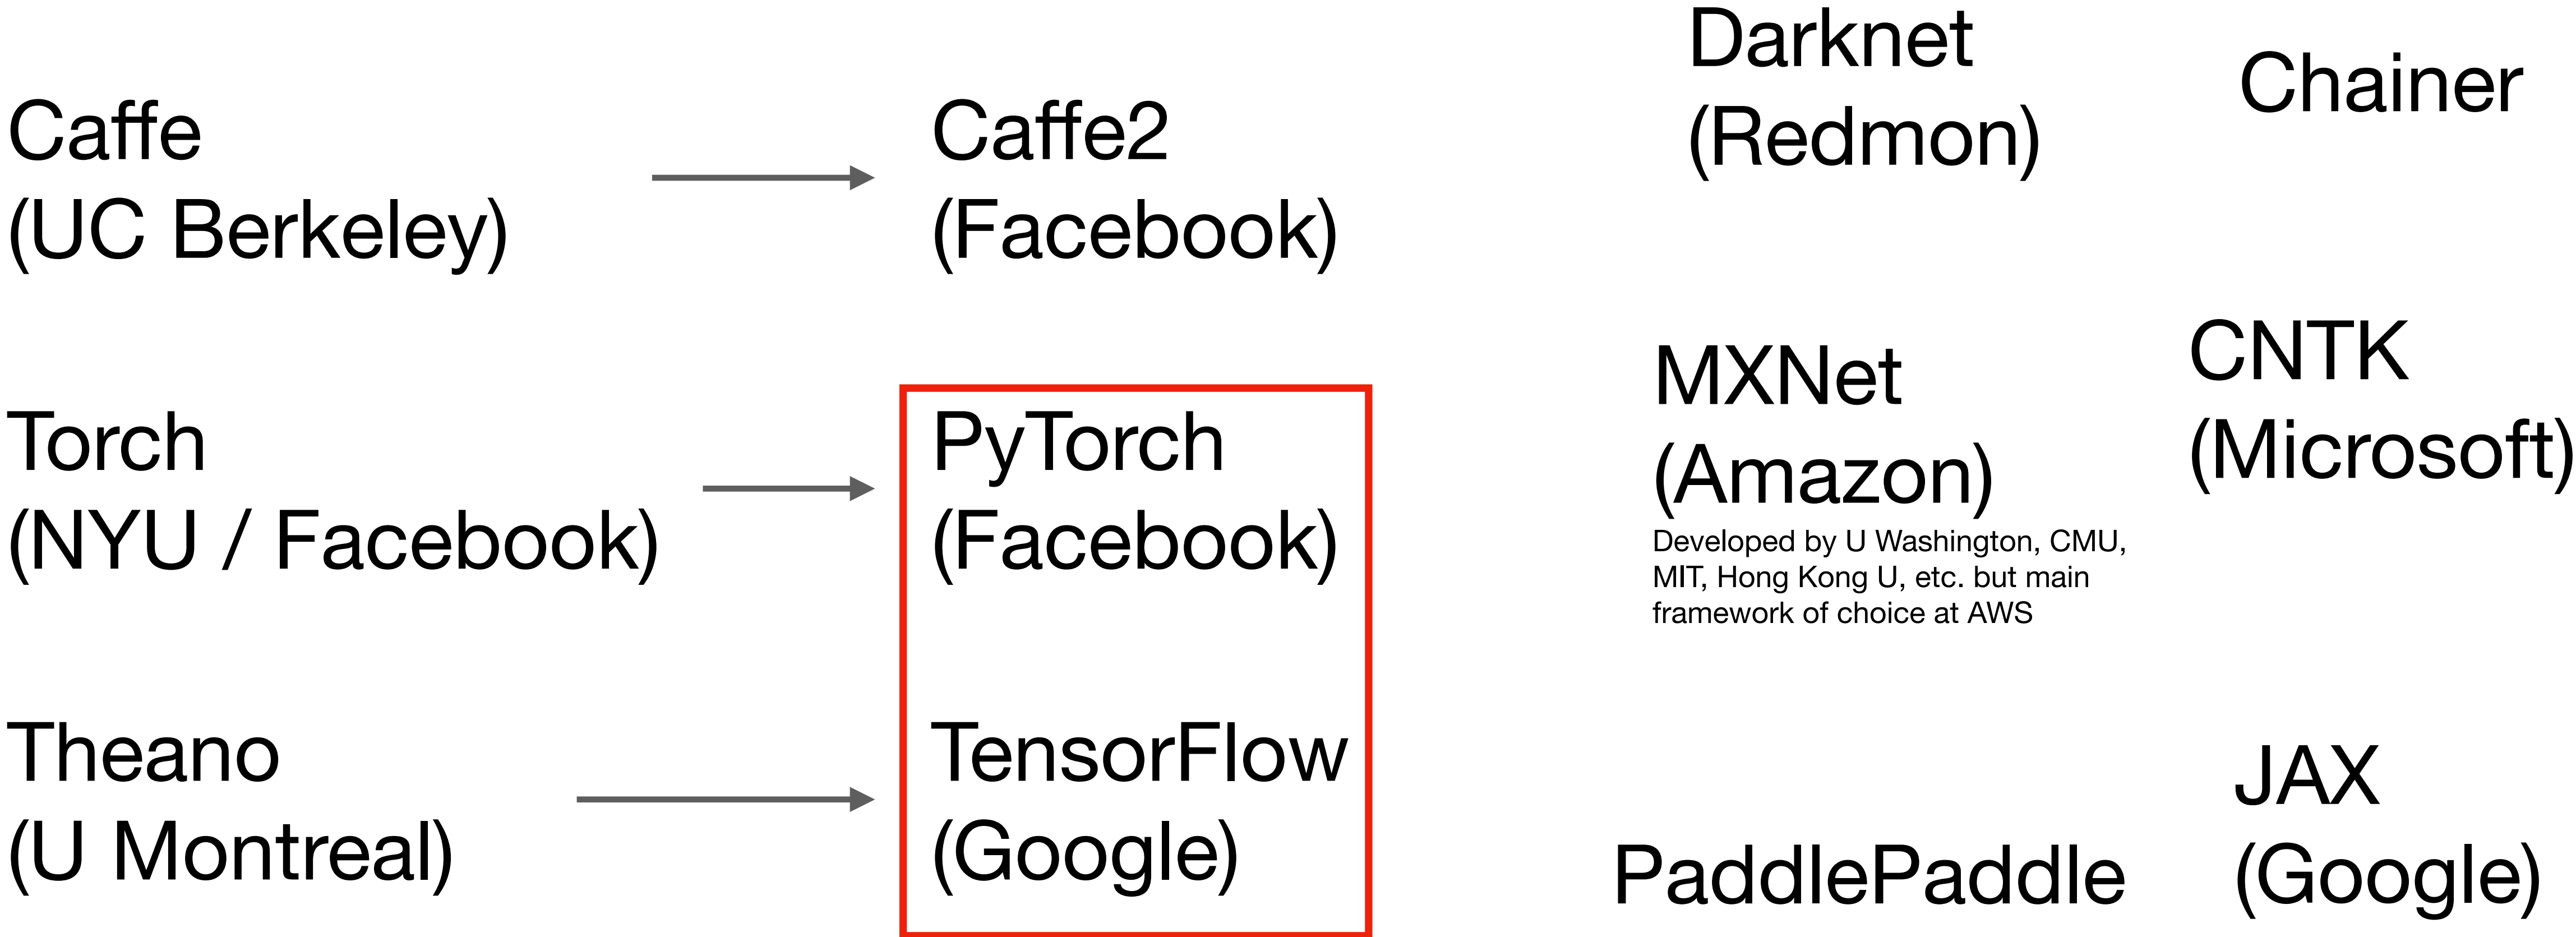 Caffe
(UC Berkeley)
Caffe2
(Facebook)
Torch
(NYU / Facebook)
PyTorch
(Facebook)
Theano
(U Montreal)
TensorFlow
(Google)
Darknet
(Redmon)
Chainer
MXNet
(Amazon)
Developed by U Washington, CMU,
MIT, Hong Kong U, etc. but main
framework of choice at AWS
CNTK
(Microsoft)
PaddlePaddle
JAX
(Google)